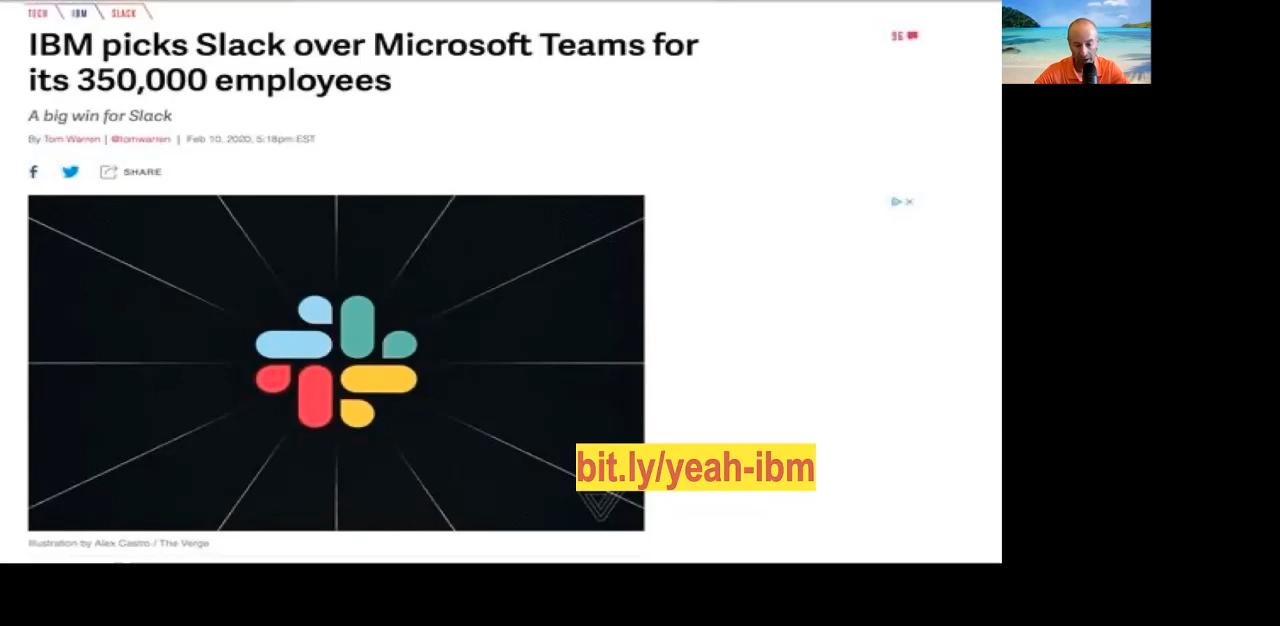 TECH IBM SLACK
IBM picks Slack over Microsoft Teams for
its 350,000 employees
96
A big win for Slack
By Tom Warren | @tomwarren | Feb 10, 2020, 5:18pm EST
f SHARE
bit.ly/yeah-ibm
Illustration by Alex Castro / The Verge